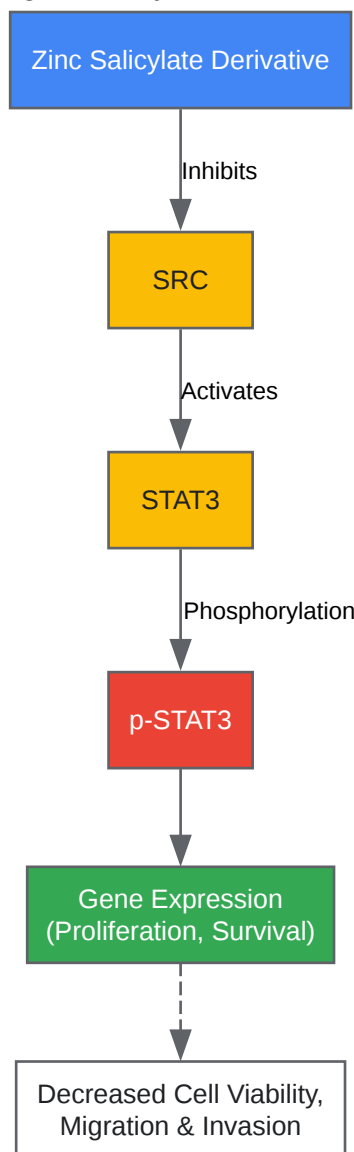 Zinc Salicylate Derivative
Inhibits
SRC
Activates
STAT3
Phosphorylation
p-STAT3
Gene Expression
(Proliferation, Survival)
Decreased Cell Viability,
Migration & Invasion